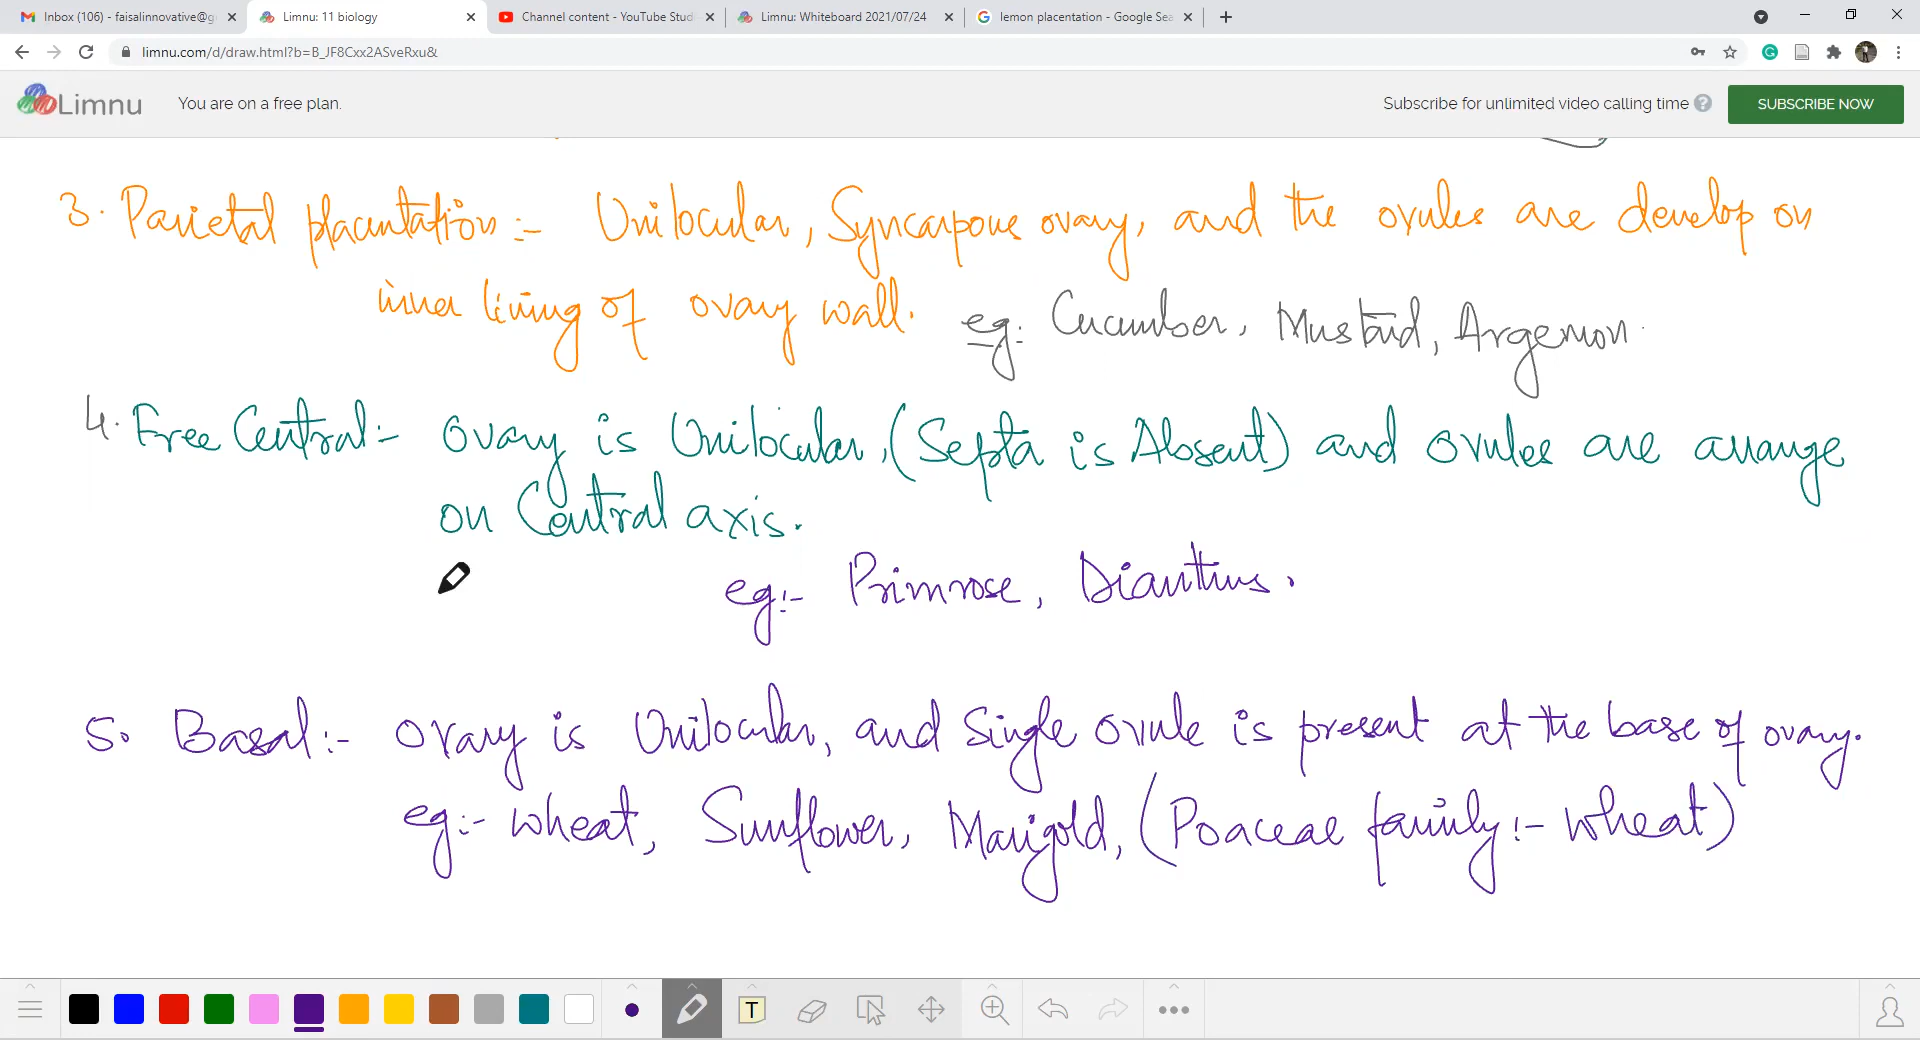 Inbox (106) - faisalinnovative@g
Limnu: 11 biology
Channel content - YouTube Stud
Limnu: Whiteboard 2021/07/24
lemon placentation - Google Sea
limnu.com/d/draw.html?b=B_JF8Cxx2ASveRxu&
Limnu
You are on a free plan.
Subscribe for unlimited video calling time
SUBSCRIBE NOW
3. Parietal placentation :- Unilocular, Syncarpous ovary, and the ovules are develop on
inner lining of ovary wall. eg:- Cucumber, Mustard, Argemon.
4. Free Central :- Ovary is Unilocular, (Septa is Absent) and ovules are arrange
on Central axis.
eg:- Primrose, Dianthus.
5. Basal :- Ovary is Unilocular, and Single ovule is present at the base of ovary.
eg:- wheat, Sunflower, Marigold, (Poaceae family :- wheat)
T